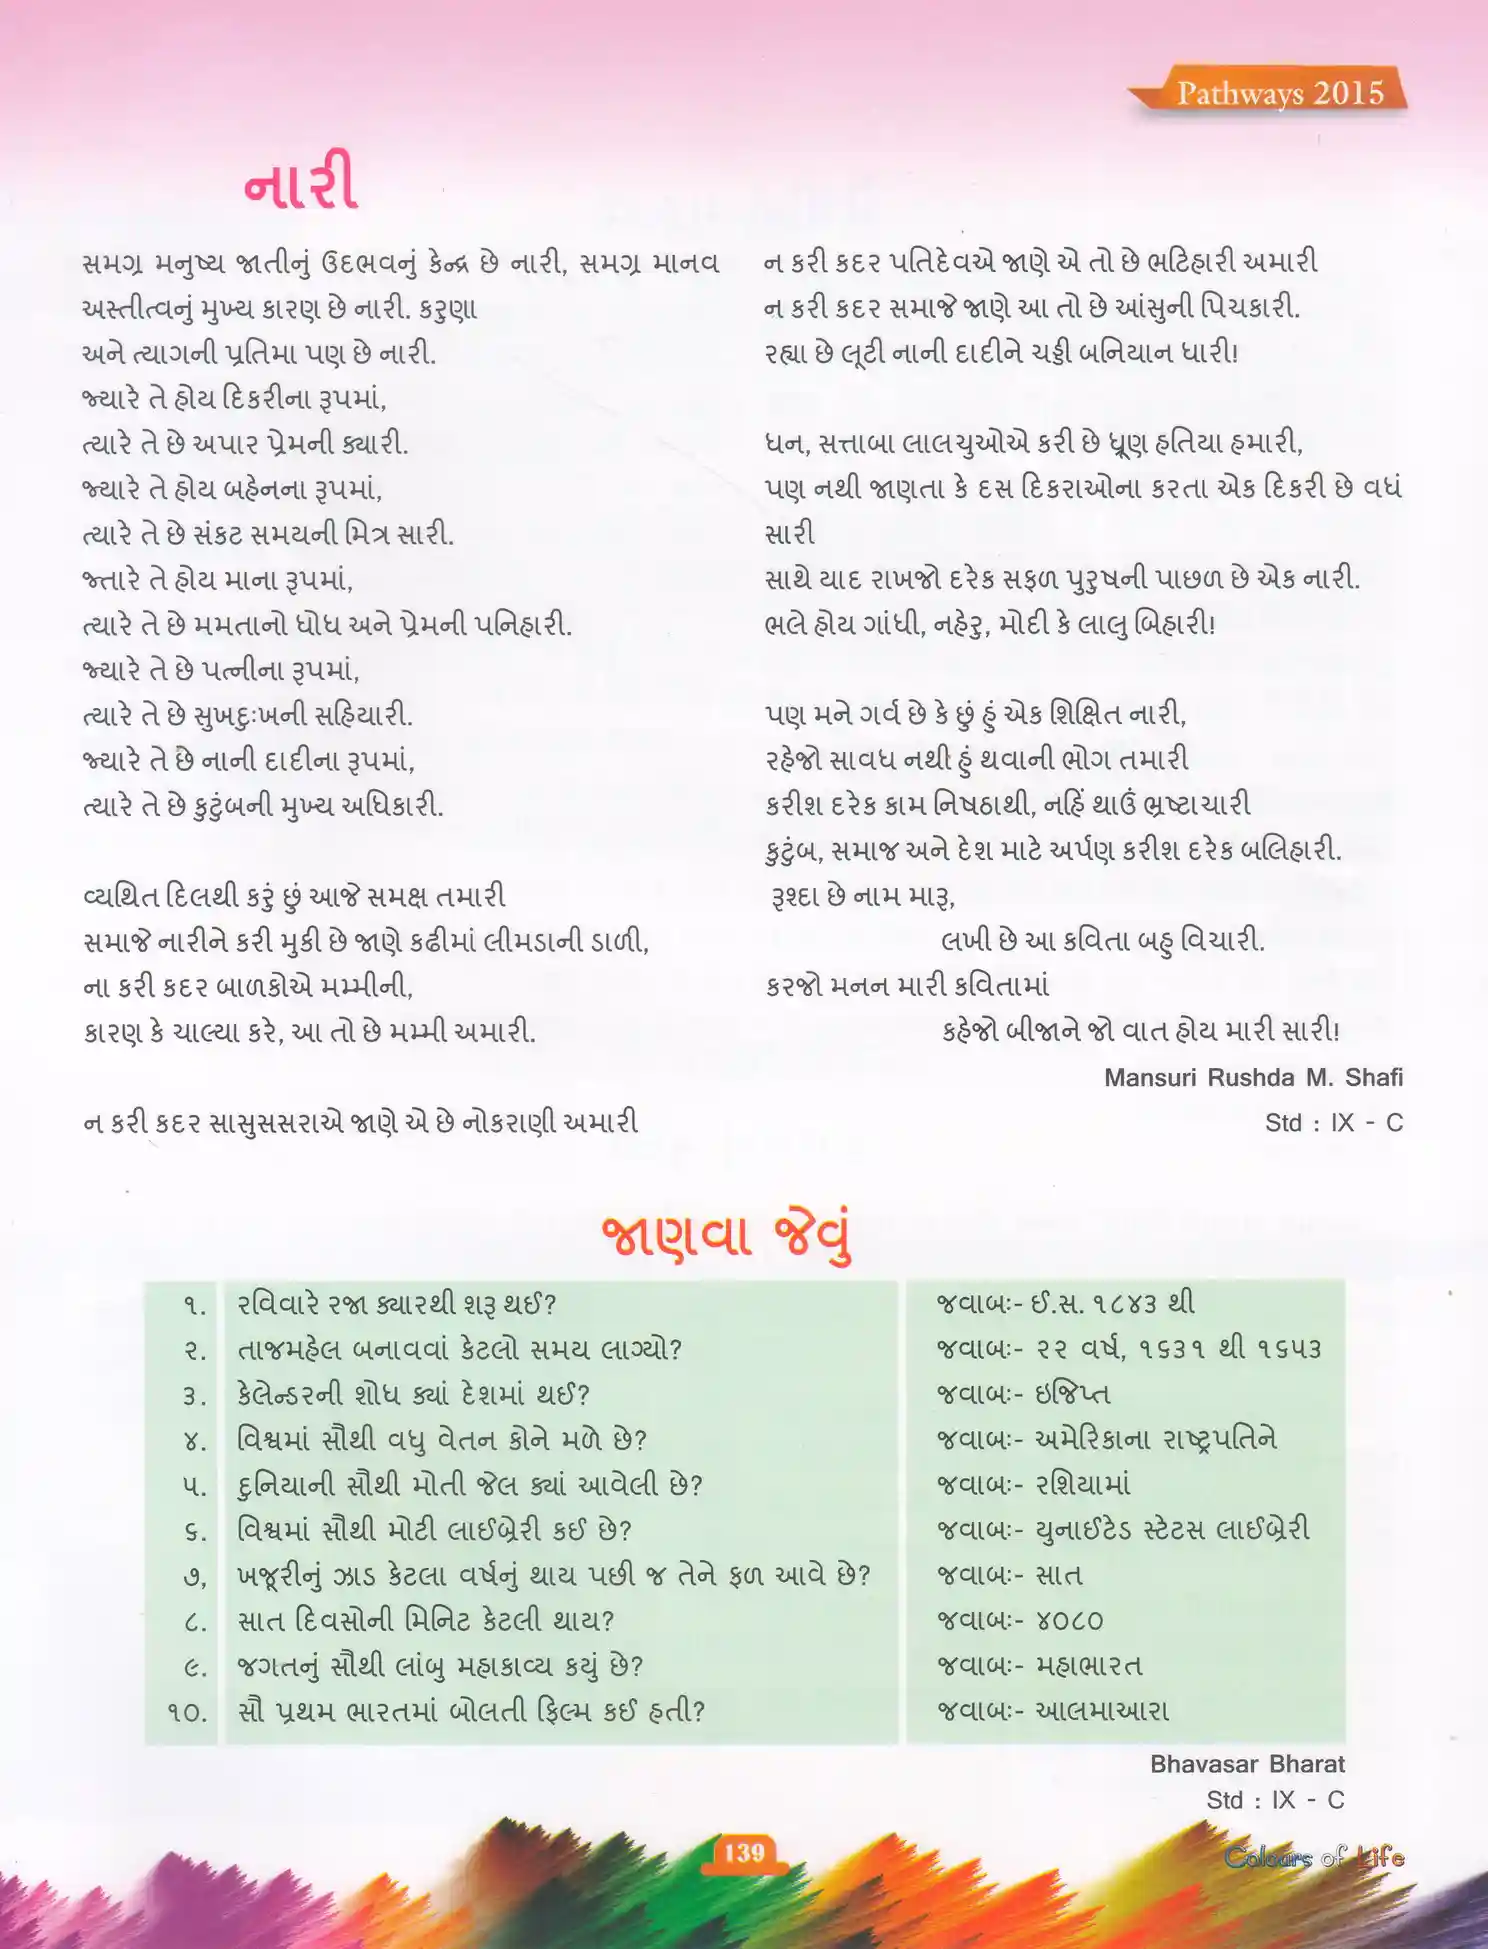 Pathways 2015
નારી
સમગ્ર મનુષ્ય જાતીનું ઉદભવનું કેન્દ્ર છે નારી, સમગ્ર માનવ
અસ્તીત્વનું મુખ્ય કારણ છે નારી. કરુણા
અને ત્યાગની પ્રતિમા પણ છે નારી.
જ્યારે તે હોય દિકરીના રૂપમાં,
ત્યારે તે છે અપાર પ્રેમની ક્યારી.
જ્યારે તે હોય બહેનના રૂપમાં,
ત્યારે તે છે સંકટ સમયની મિત્ર સારી.
જ્તારે તે હોય માના રૂપમાં,
ત્યારે તે છે મમતાનો ધોધ અને પ્રેમની પનિહારી.
જ્યારે તે છે પત્નીના રૂપમાં,
ત્યારે તે છે સુખદુઃખની સહિયારી.
જ્યારે તે છે નાની દાદીના રૂપમાં,
ત્યારે તે છે કુટુંબની મુખ્ય અધિકારી.
વ્યથિત દિલથી કરું છું આજે સમક્ષ તમારી
સમાજે નારીને કરી મુકી છે જાણે કઢીમાં લીમડાની ડાળી,
ના કરી કદર બાળકોએ મમ્મીની,
કારણ કે ચાલ્યા કરે, આ તો છે મમ્મી અમારી.
ન કરી કદર સાસુસસરાએ જાણે એ છે નોકરાણી અમારી
ન કરી કદર પતિદેવએ જાણે એ તો છે ભટિહારી અમારી
ન કરી કદર સમાજે જાણે આ તો છે આંસુની પિચકારી.
રહ્યા છે લૂટી નાની દાદીને ચડ્ડી બનિયાન ધારી!
ધન, સત્તાબા લાલચુઓએ કરી છે ધ્રૂણ હતિયા હમારી,
પણ નથી જાણતા કે દસ દિકરાઓના કરતા એક દિકરી છે વધં
સારી
સાથે યાદ રાખજો દરેક સફળ પુરુષની પાછળ છે એક નારી.
ભલે હોય ગાંધી, નહેરુ, મોદી કે લાલુ બિહારી!
પણ મને ગર્વ છે કે છું હું એક શિક્ષિત નારી,
રહેજો સાવધ નથી હું થવાની ભોગ તમારી
કરીશ દરેક કામ નિષઠાથી, નહિં થાઉં ભ્રષ્ટાચારી
કુટુંબ, સમાજ અને દેશ માટે અર્પણ કરીશ દરેક બલિહારી.
રૂશ્દા છે નામ મારૂ,
લખી છે આ કવિતા બહુ વિચારી.
કરજો મનન મારી કવિતામાં
કહેજો બીજાને જો વાત હોય મારી સારી!
Mansuri Rushda M. Shafi
Std : IX - C
જાણવા જેવું
૧. રવિવારે રજા ક્યારથી શરૂ થઈ? જવાબઃ- ઈ.સ. ૧૮૪૩ થી
૨. તાજમહેલ બનાવવાં કેટલો સમય લાગ્યો? જવાબઃ- ૨૨ વર્ષ, ૧૬૩૧ થી ૧૬૫૩
૩. કેલેન્ડરની શોધ ક્યાં દેશમાં થઈ? જવાબઃ- ઇજિપ્ત
૪. વિશ્વમાં સૌથી વધુ વેતન કોને મળે છે? જવાબઃ- અમેરિકાના રાષ્ટ્રપતિને
૫. દુનિયાની સૌથી મોતી જેલ ક્યાં આવેલી છે? જવાબઃ- રશિયામાં
૬. વિશ્વમાં સૌથી મોટી લાઈબ્રેરી કઈ છે? જવાબઃ- યુનાઈટેડ સ્ટેટસ લાઈબ્રેરી
૭, ખજૂરીનું ઝાડ કેટલા વર્ષનું થાય પછી જ તેને ફળ આવે છે? જવાબઃ- સાત
૮. સાત દિવસોની મિનિટ કેટલી થાય? જવાબઃ- ૪૦૮૦
૯. જગતનું સૌથી લાંબુ મહાકાવ્ય કયું છે? જવાબઃ- મહાભારત
૧૦. સૌ પ્રથમ ભારતમાં બોલતી ફિલ્મ કઈ હતી? જવાબઃ- આલમાઆરા
Bhavasar Bharat
Std : IX - C
139
Colours of Life